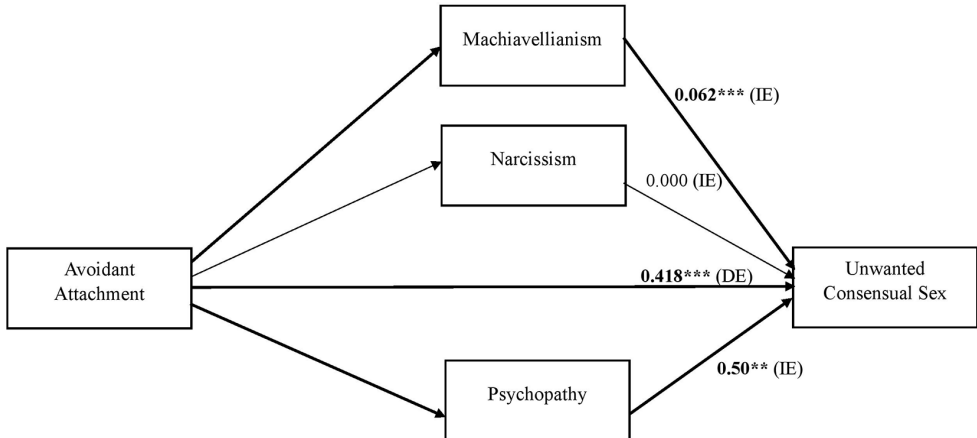 Machiavellianism
0.062*** (IE)
Narcissism
0.000 (IE)
Avoidant
Attachment
0.418*** (DE)
Unwanted
Consensual Sex
0.50** (IE)
Psychopathy